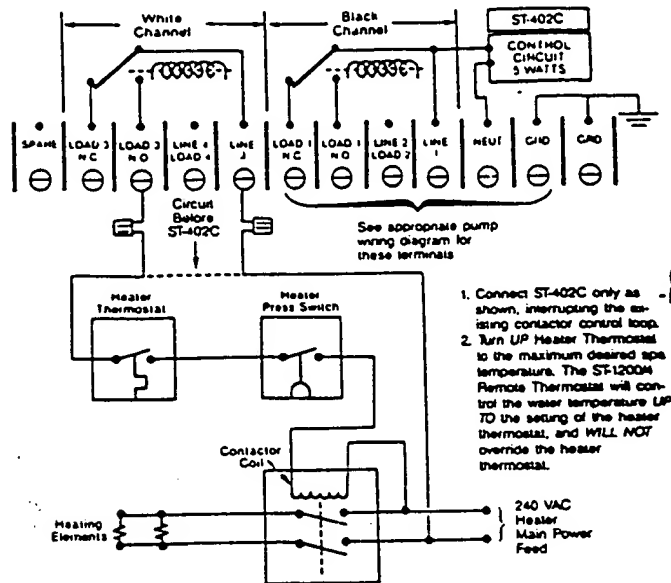 White
Channel
Black
Channel
ST-402C
CONTROL
CIRCUIT
5 WATTS
SPARE
LOAD 3
N C
LOAD 3
N O
LINE 4
LOAD 4
LINE
3
LOAD 1
N C
LOAD 1
N O
LINE 2
LOAD 2
LINE
1
NEUT
GND
GRD
Circuit
Before
ST-402C
See appropriate pump
wiring diagram for
these terminals
Heater
Thermostat
Heater
Press Switch
1. Connect ST-402C only as
shown, interrupting the ex-
isting contactor control loop.
2. Turn UP Heater Thermostat
to the maximum desired spa
temperature. The ST-1200/4
Remote Thermostat will con-
trol the water temperature UP
TO the setting of the heater
thermostat, and WILL NOT
override the heater
thermostat.
Contactor
Coil
Heating
Elements
240 VAC
Heater
Main Power
Feed